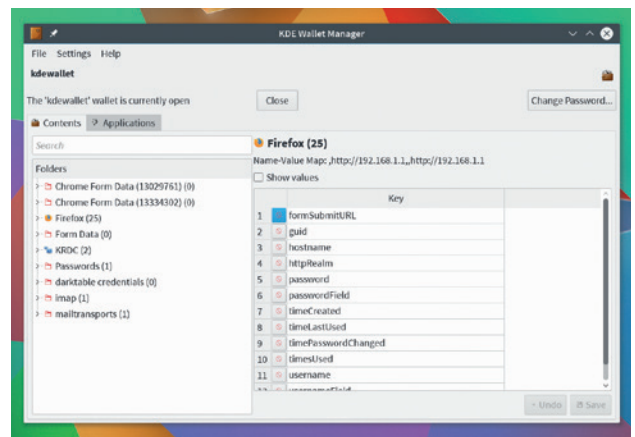 KDE Wallet Manager
File Settings Help
kdewallet
The 'kdewallet' wallet is currently open
Close
Change Password...
Contents
Applications
Search
Folders
Chrome Form Data (13029761) (0)
Chrome Form Data (13334302) (0)
Firefox (25)
Form Data (0)
KRDC (2)
Passwords (1)
darktable credentials (0)
imap (1)
mailtransports (1)
Firefox (25)
Name-Value Map: ,http://192.168.1.1,,http://192.168.1.1
Show values
Key
1 formSubmitURL
2 guid
3 hostname
4 httpRealm
5 password
6 passwordField
7 timeCreated
8 timeLastUsed
9 timePasswordChanged
10 timesUsed
11 username
12 usernameField
Undo
Save